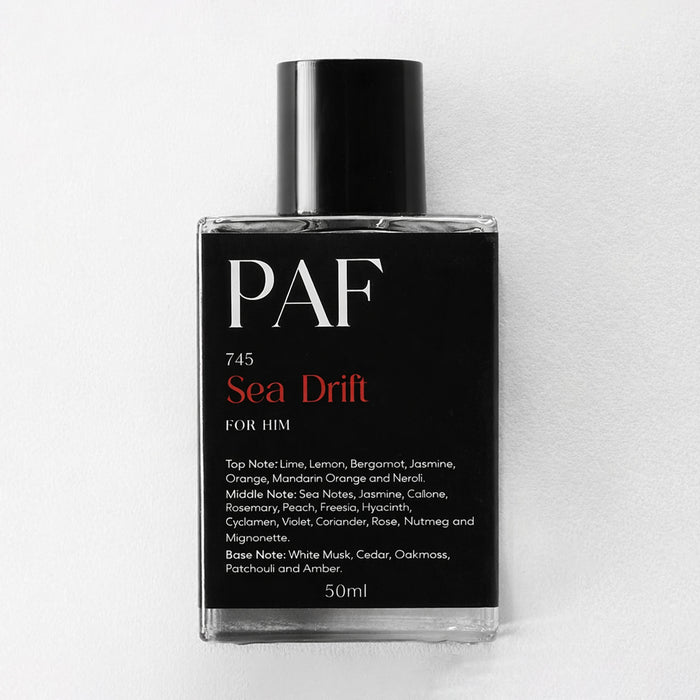 PAF
745
Sea Drift
FOR HIM
Top Note: Lime, Lemon, Bergamot, Jasmine,
Orange, Mandarin Orange and Neroli.
Middle Note: Sea Notes, Jasmine, Callone,
Rosemary, Peach, Freesia, Hyacinth,
Cyclamen, Violet, Coriander, Rose, Nutmeg and
Mignonette.
Base Note: White Musk, Cedar, Oakmoss,
Patchouli and Amber.
50ml